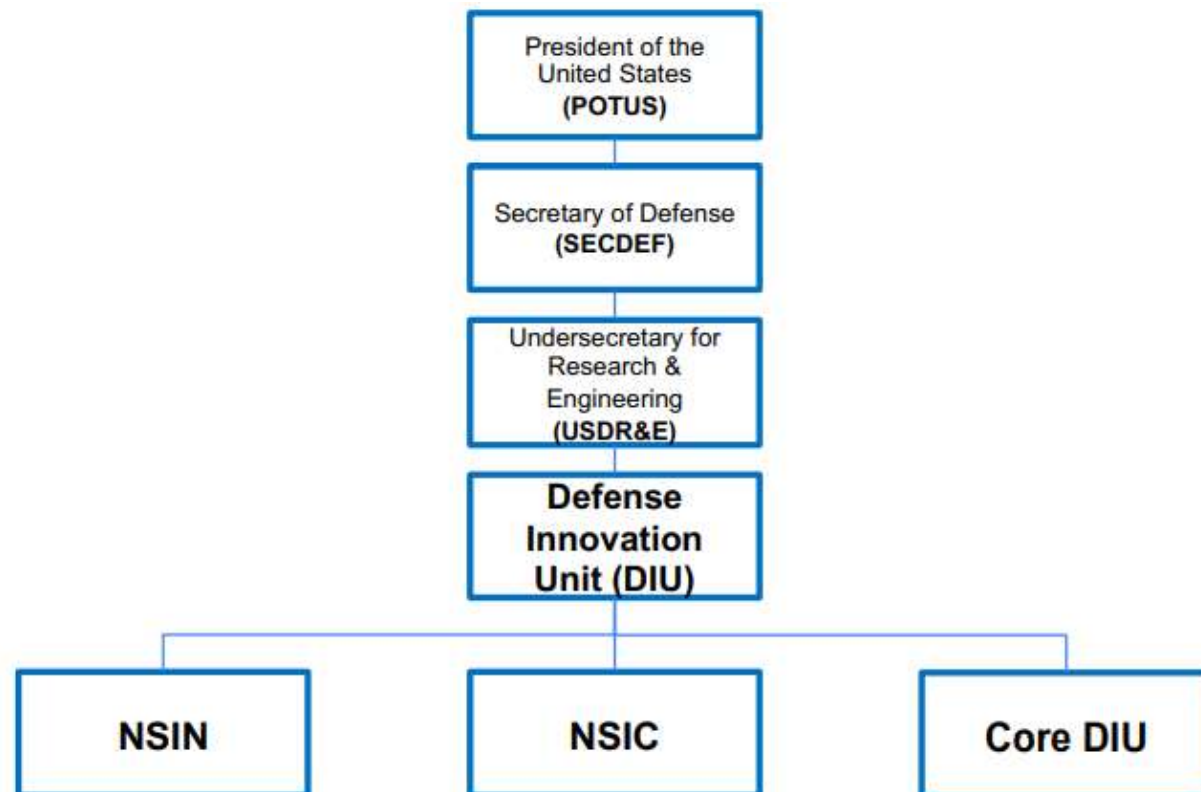 President of the
United States
(POTUS)
Secretary of Defense
(SECDEF)
Undersecretary for
Research &
Engineering
(USDR&E)
Defense
Innovation
Unit (DIU)
NSIN
NSIC
Core DIU